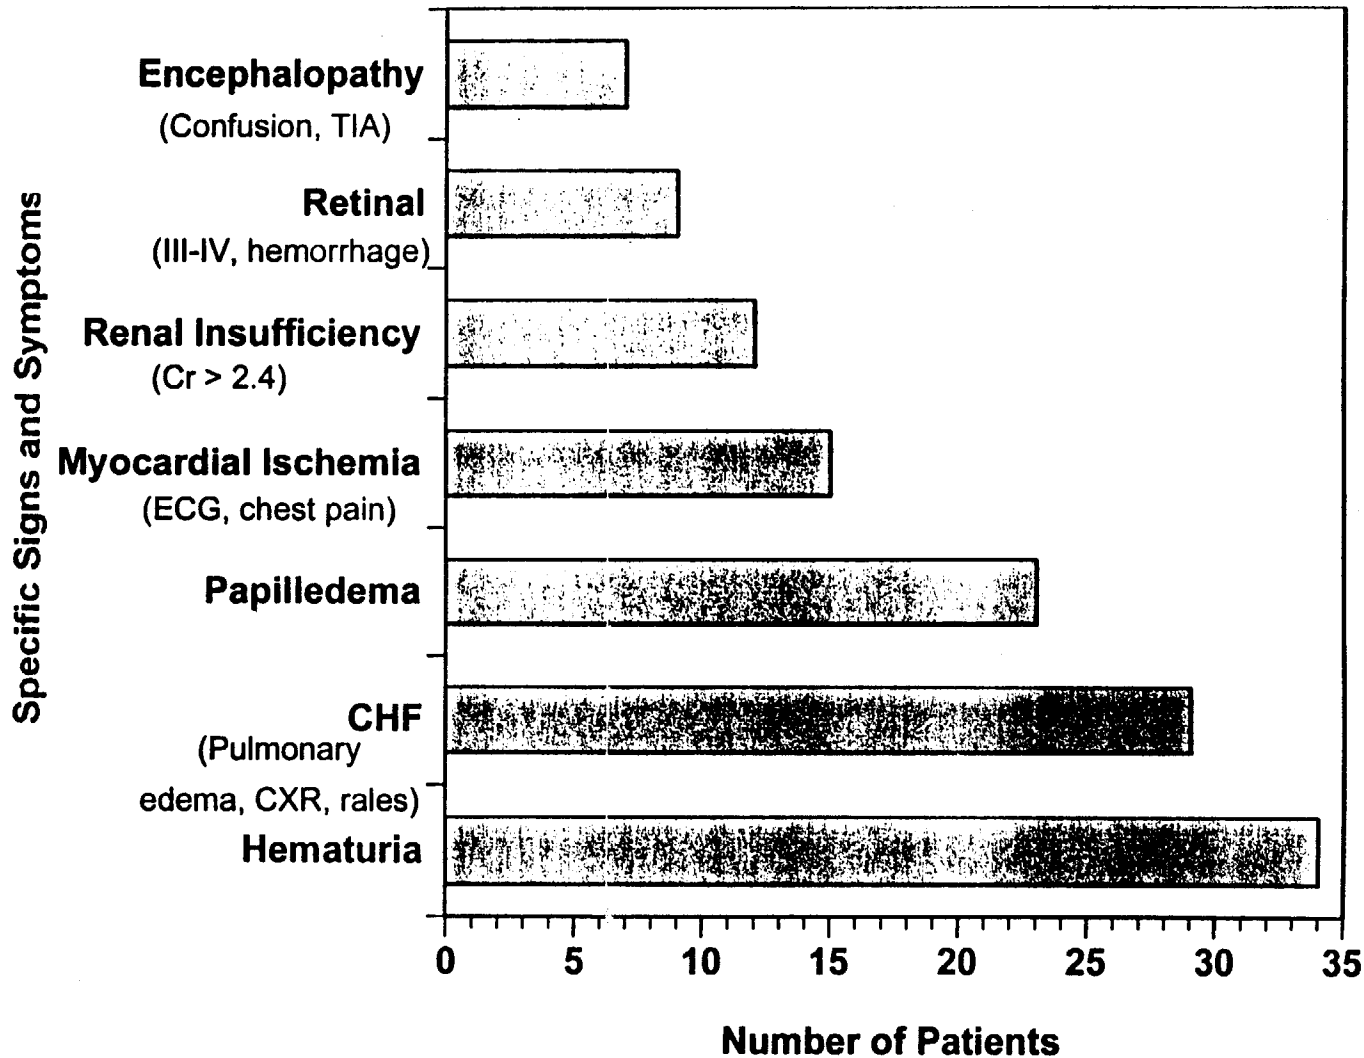 Specific Signs and Symptoms
Encephalopathy
(Confusion, TIA)
Retinal
(III-IV, hemorrhage)
Renal Insufficiency
(Cr > 2.4)
Myocardial Ischemia
(ECG, chest pain)
Papilledema
CHF
(Pulmonary
edema, CXR, rales)
Hematuria
0 5 10 15 20 25 30 35
Number of Patients